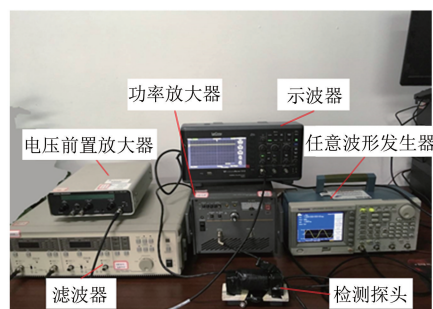 功率放大器
示波器
电压前置放大器
任意波形发生器
滤波器
检测探头